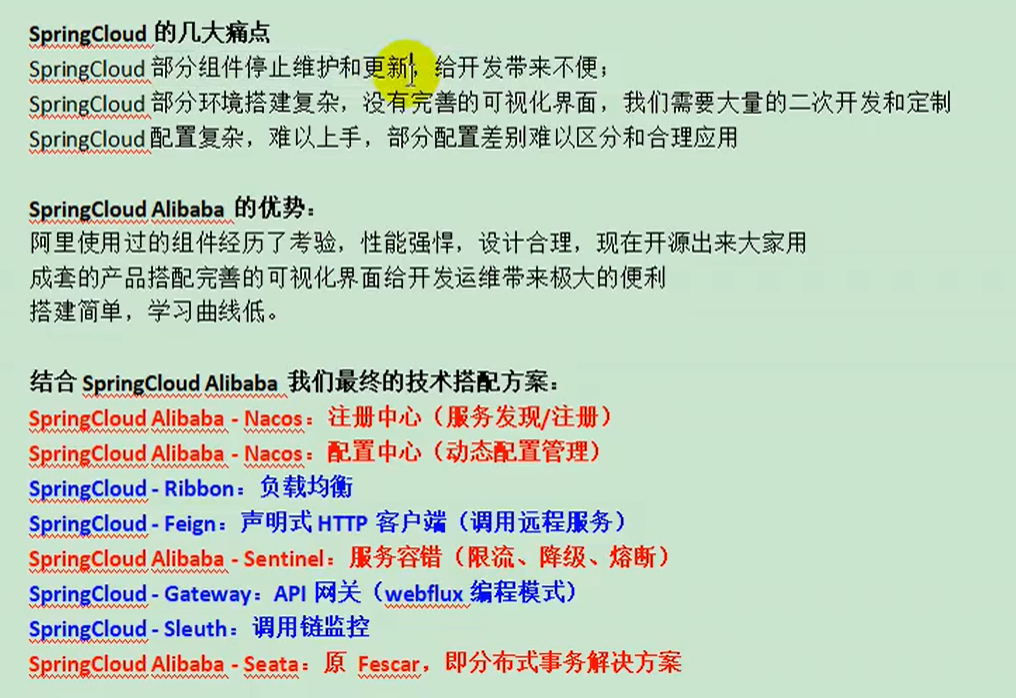 SpringCloud 的几大痛点
SpringCloud 部分组件停止维护和更新，给开发带来不便；
SpringCloud 部分环境搭建复杂，没有完善的可视化界面，我们需要大量的二次开发和定制
SpringCloud 配置复杂，难以上手，部分配置差别难以区分和合理应用
SpringCloud Alibaba 的优势：
阿里使用过的组件经历了考验，性能强悍，设计合理，现在开源出来大家用
成套的产品搭配完善的可视化界面给开发运维带来极大的便利
搭建简单，学习曲线低。
结合 SpringCloud Alibaba 我们最终的技术搭配方案：
SpringCloud Alibaba - Nacos：注册中心（服务发现/注册）
SpringCloud Alibaba - Nacos：配置中心（动态配置管理）
SpringCloud - Ribbon：负载均衡
SpringCloud - Feign：声明式 HTTP 客户端（调用远程服务）
SpringCloud Alibaba - Sentinel：服务容错（限流、降级、熔断）
SpringCloud - Gateway：API 网关（webflux 编程模式）
SpringCloud - Sleuth：调用链监控
SpringCloud Alibaba - Seata：原 Fescar，即分布式事务解决方案